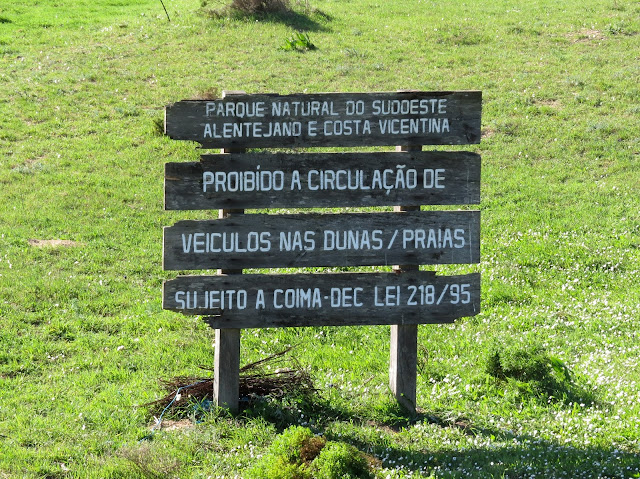 PARQUE NATURAL DO SUDOESTE
ALENTEJANO E COSTA VICENTINA
PROIBÍDO A CIRCULAÇÃO DE
VEICULOS NAS DUNAS / PRAIAS
SUJEITO A COIMA-DEC LEI 218/95